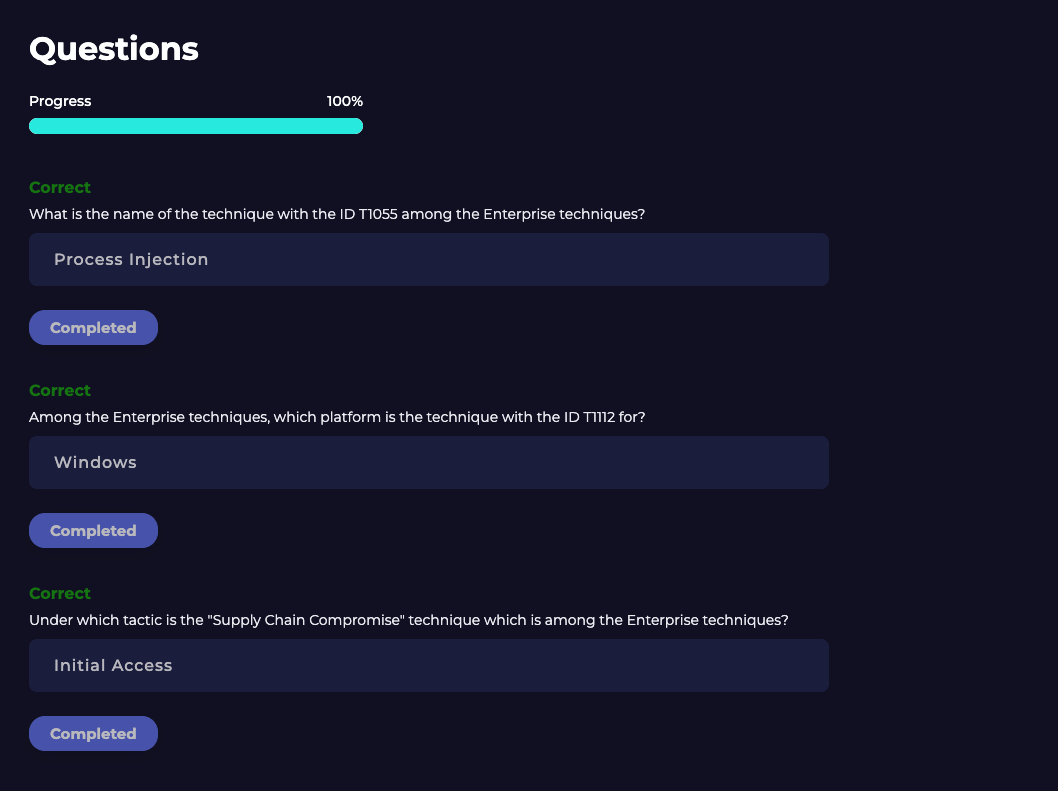 Questions
Progress 100%
Correct
What is the name of the technique with the ID T1055 among the Enterprise techniques?
Process Injection
Completed
Correct
Among the Enterprise techniques, which platform is the technique with the ID T1112 for?
Windows
Completed
Correct
Under which tactic is the "Supply Chain Compromise" technique which is among the Enterprise techniques?
Initial Access
Completed